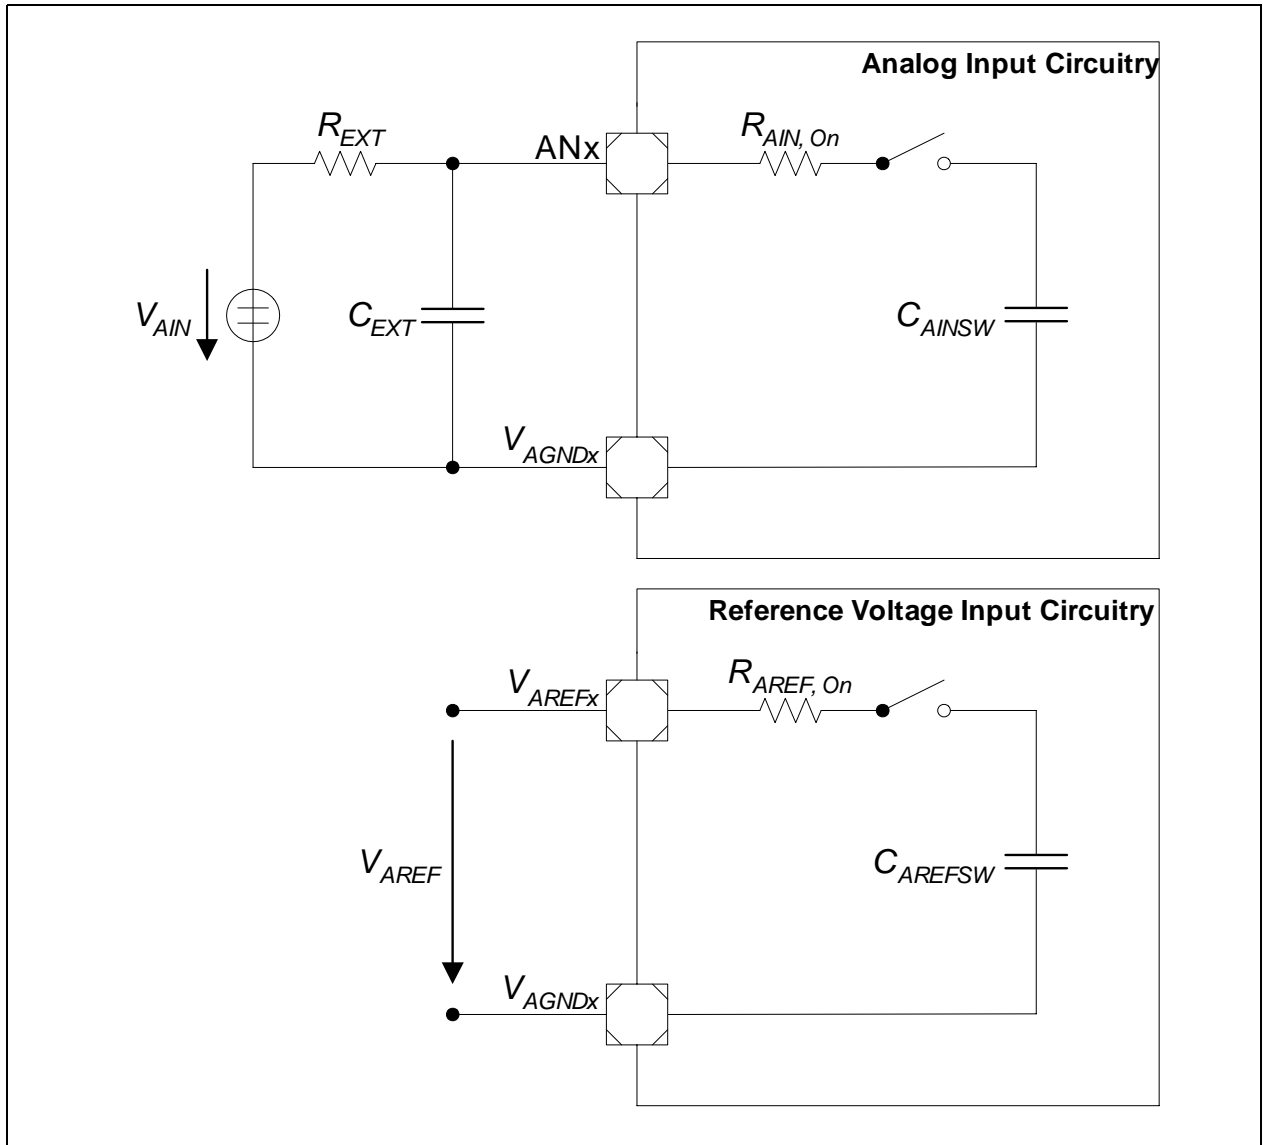 Analog Input Circuitry
R_EXT
ANx
R_AIN, On
V_AIN
C_EXT
C_AINSW
V_AGNDx
Reference Voltage Input Circuitry
V_AREFx
R_AREF, On
V_AREF
C_AREFSW
V_AGNDx